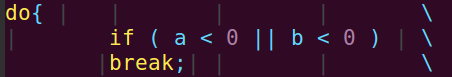 do{ \
if ( a < 0 || b < 0 ) \
break; \